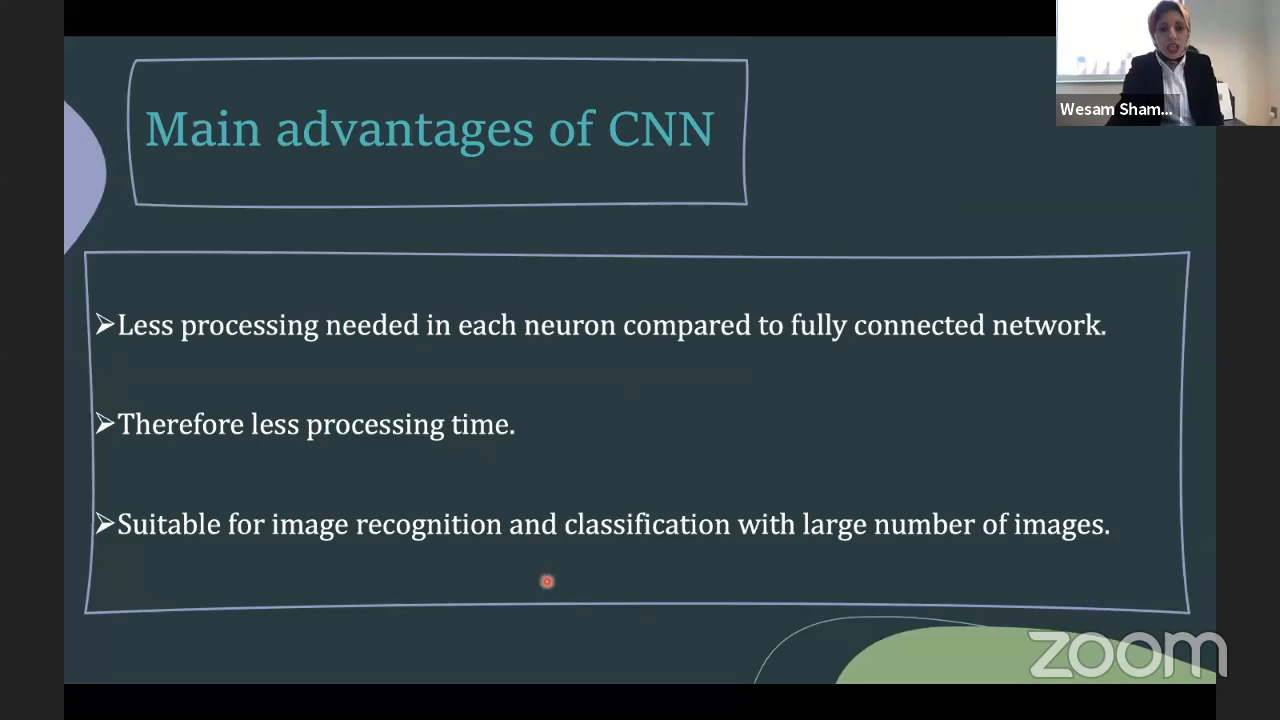 Main advantages of CNN
Wesam Sham...
➢Less processing needed in each neuron compared to fully connected network.
➢Therefore less processing time.
➢Suitable for image recognition and classification with large number of images.
zoom